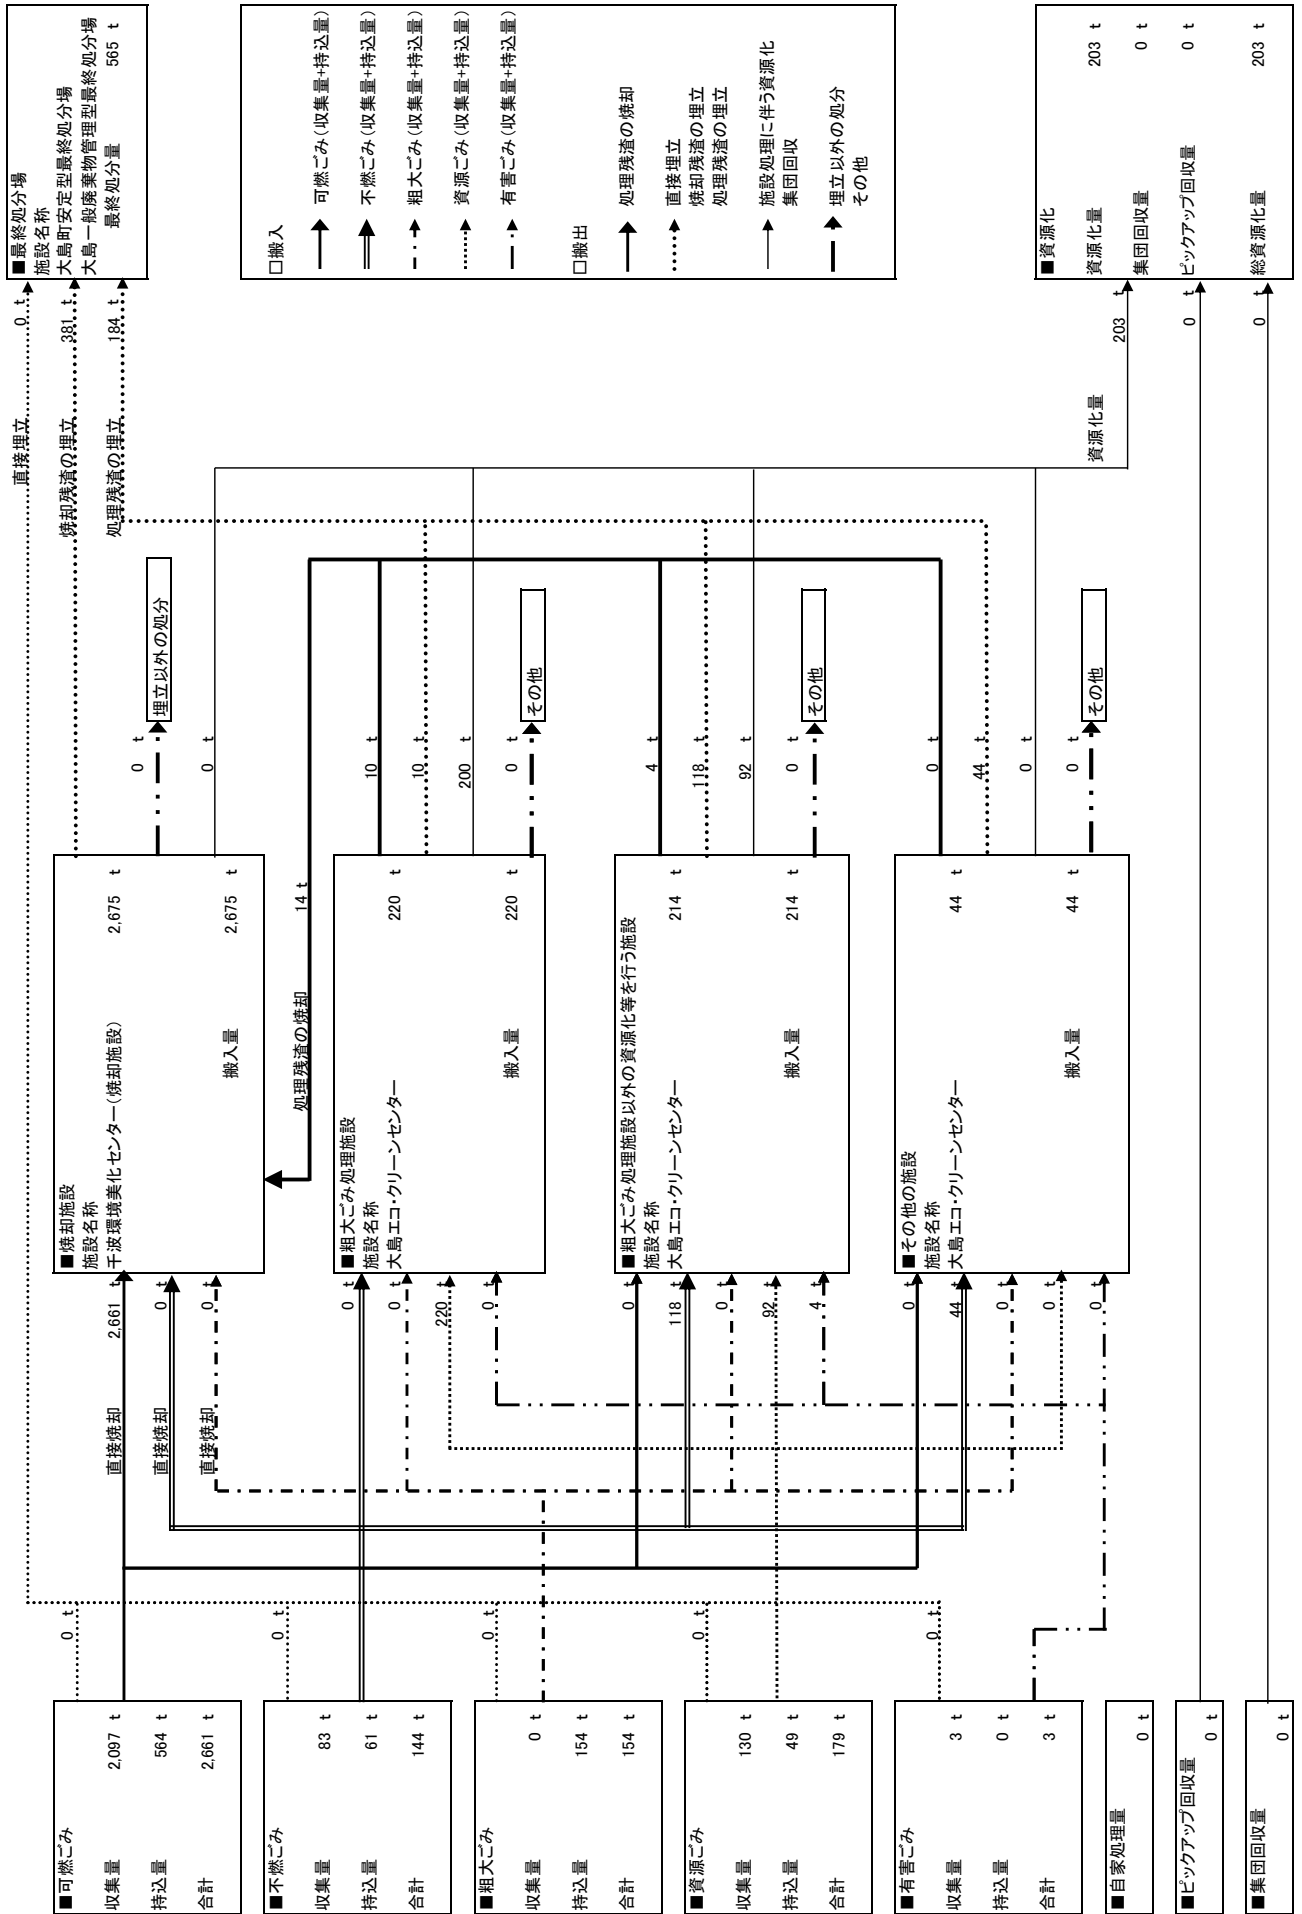 ■可燃ごみ
収集量 2,097 t
持込量 564 t
合計 2,661 t
■不燃ごみ
収集量 83 t
持込量 61 t
合計 144 t
■粗大ごみ
収集量 0 t
持込量 154 t
合計 154 t
■資源ごみ
収集量 130 t
持込量 49 t
合計 179 t
■有害ごみ
収集量 3 t
持込量 0 t
合計 3 t
■自家処理量
0 t
■ピックアップ回収量
0 t
■集団回収量
0 t
0 t
0 t
0 t
0 t
0 t
直接焼却 2,661 t
直接焼却 0 t
直接焼却 0 t
0 t
0 t
220 t
0 t
0 t
118 t
0 t
92 t
4 t
0 t
44 t
0 t
0 t
0 t
■焼却施設
施設名称
千波環境美化センター(焼却施設) 2,675 t
搬入量 2,675 t
処理残渣の焼却 14 t
■粗大ごみ処理施設
施設名称
大島エコ・クリーンセンター 220 t
搬入量 220 t
■粗大ごみ処理施設以外の資源化等を行う施設
施設名称
大島エコ・クリーンセンター 214 t
搬入量 214 t
■その他の施設
施設名称
大島エコ・クリーンセンター 44 t
搬入量 44 t
0 t
埋立以外の処分
0 t
10 t
10 t
200 t
0 t
その他
4 t
118 t
92 t
0 t
その他
0 t
44 t
0 t
0 t
その他
直接埋立 0 t
焼却残渣の埋立 381 t
処理残渣の埋立 184 t
資源化量 203 t
0 t
0 t
■最終処分場
施設名称
大島町安定型最終処分場
大島一般廃棄物管理型最終処分場
最終処分量 565 t
□搬入
可燃ごみ(収集量+持込量)
不燃ごみ(収集量+持込量)
粗大ごみ(収集量+持込量)
資源ごみ(収集量+持込量)
有害ごみ(収集量+持込量)
□搬出
処理残渣の焼却
直接埋立
焼却残渣の埋立
処理残渣の埋立
施設処理に伴う資源化
集団回収
埋立以外の処分
その他
■資源化
資源化量 203 t
集団回収量 0 t
ピックアップ回収量 0 t
総資源化量 203 t